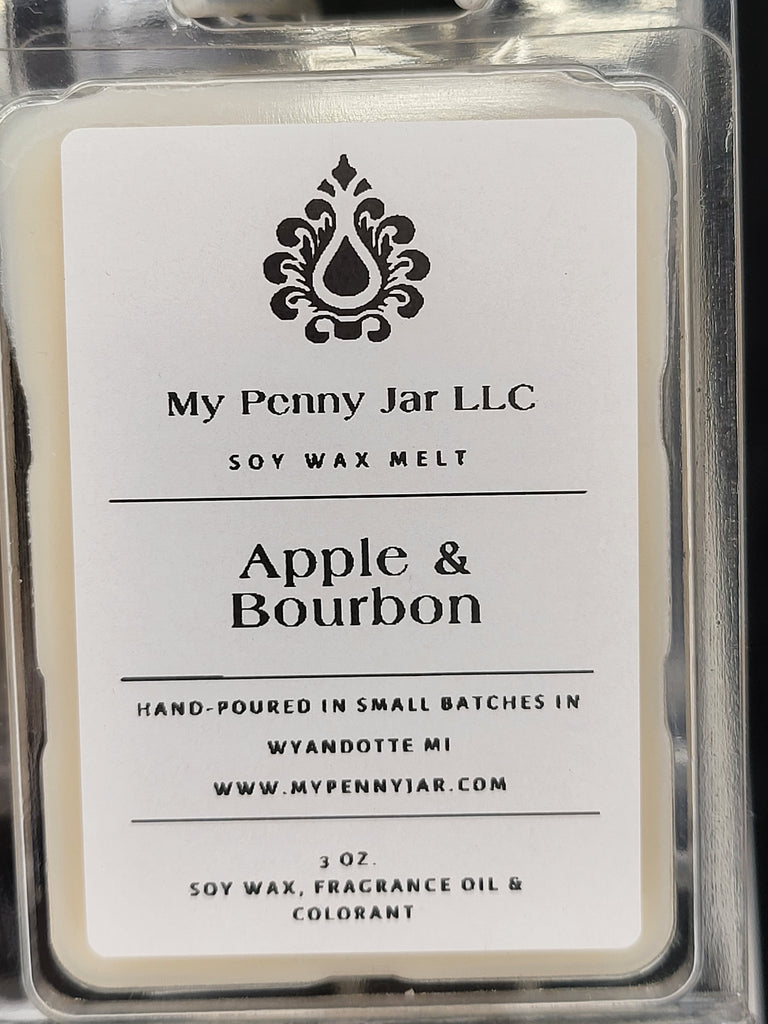 My Penny Jar LLC
SOY WAX MELT
Apple &
Bourbon
HAND-POURED IN SMALL BATCHES IN
WYANDOTTE MI
WWW.MYPENNYJAR.COM
3 OZ.
SOY WAX, FRAGRANCE OIL &
COLORANT